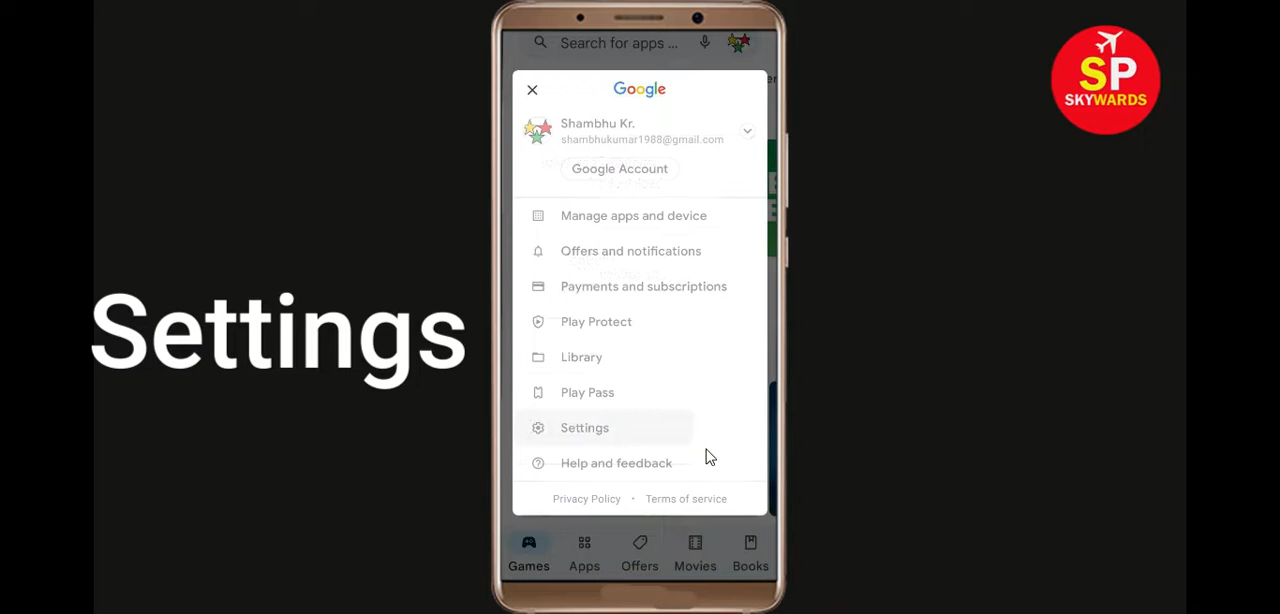 Search for apps ...
SP
SKYWARDS
Google
Shambhu Kr.
shambhukumar1988@gmail.com
Google Account
Manage apps and device
Offers and notifications
Payments and subscriptions
Play Protect
Library
Play Pass
Settings
Settings
Help and feedback
Privacy Policy • Terms of service
Games Apps Offers Movies Books